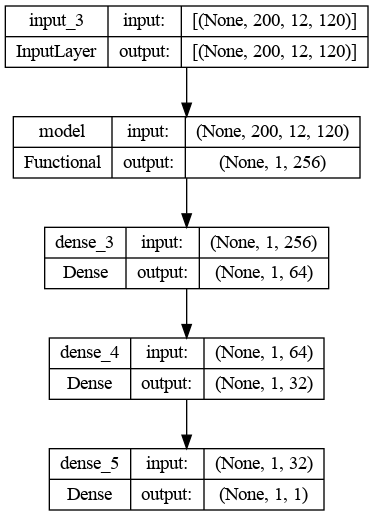 input_3 input: [(None, 200, 12, 120)]
InputLayer output: [(None, 200, 12, 120)]
model input: (None, 200, 12, 120)
Functional output: (None, 1, 256)
dense_3 input: (None, 1, 256)
Dense output: (None, 1, 64)
dense_4 input: (None, 1, 64)
Dense output: (None, 1, 32)
dense_5 input: (None, 1, 32)
Dense output: (None, 1, 1)